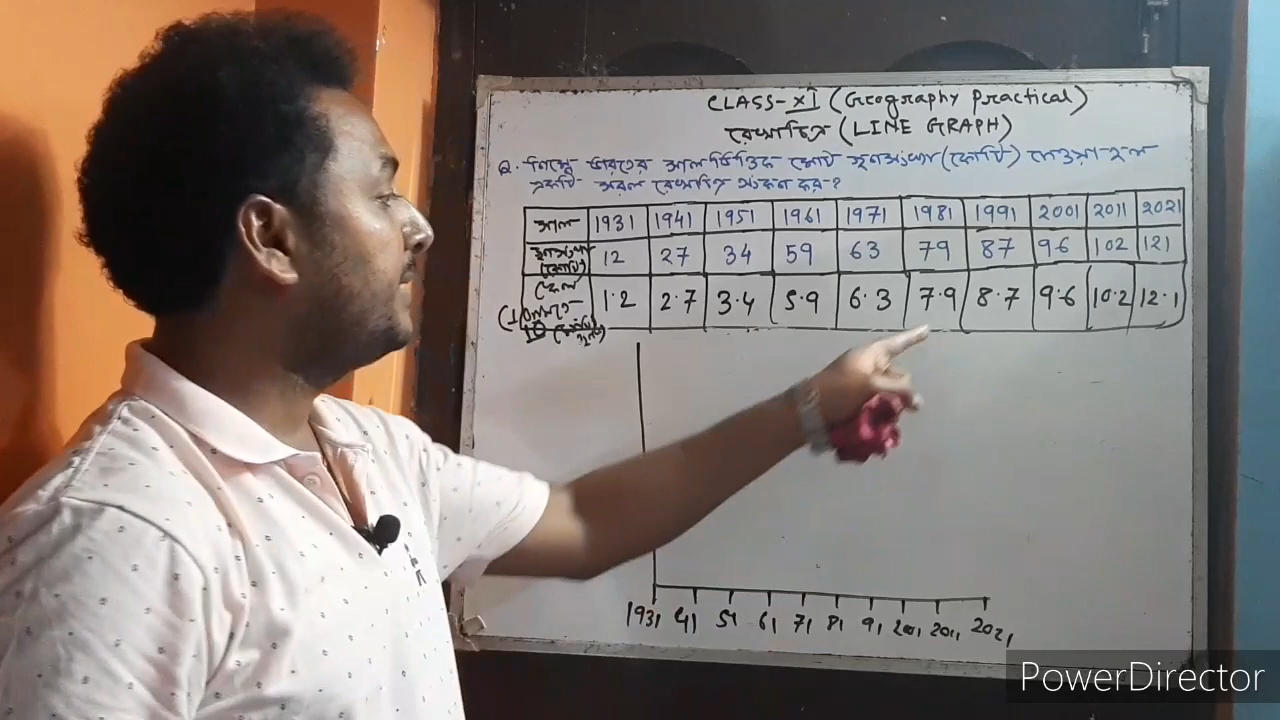 CLASS-XI (Geography Practical)
রেখাচিত্র (LINE GRAPH)
Q. নিম্নে ভারতের সাল ভিত্তিক মোট জনসংখ্যা (কোটি) দেওয়া হল
একটি সরল রেখাচিত্র অংকন কর?
সাল 1931 1941 1951 1961 1971 1981 1991 2001 2011 2021
জনসংখ্যা (কোটি) 12 27 34 59 63 79 87 96 102 121
স্কেল 1.2 2.7 3.4 5.9 6.3 7.9 8.7 9.6 10.2 12.1
1931 41 51 61 71 81 91 2001 2011 2021
PowerDirector